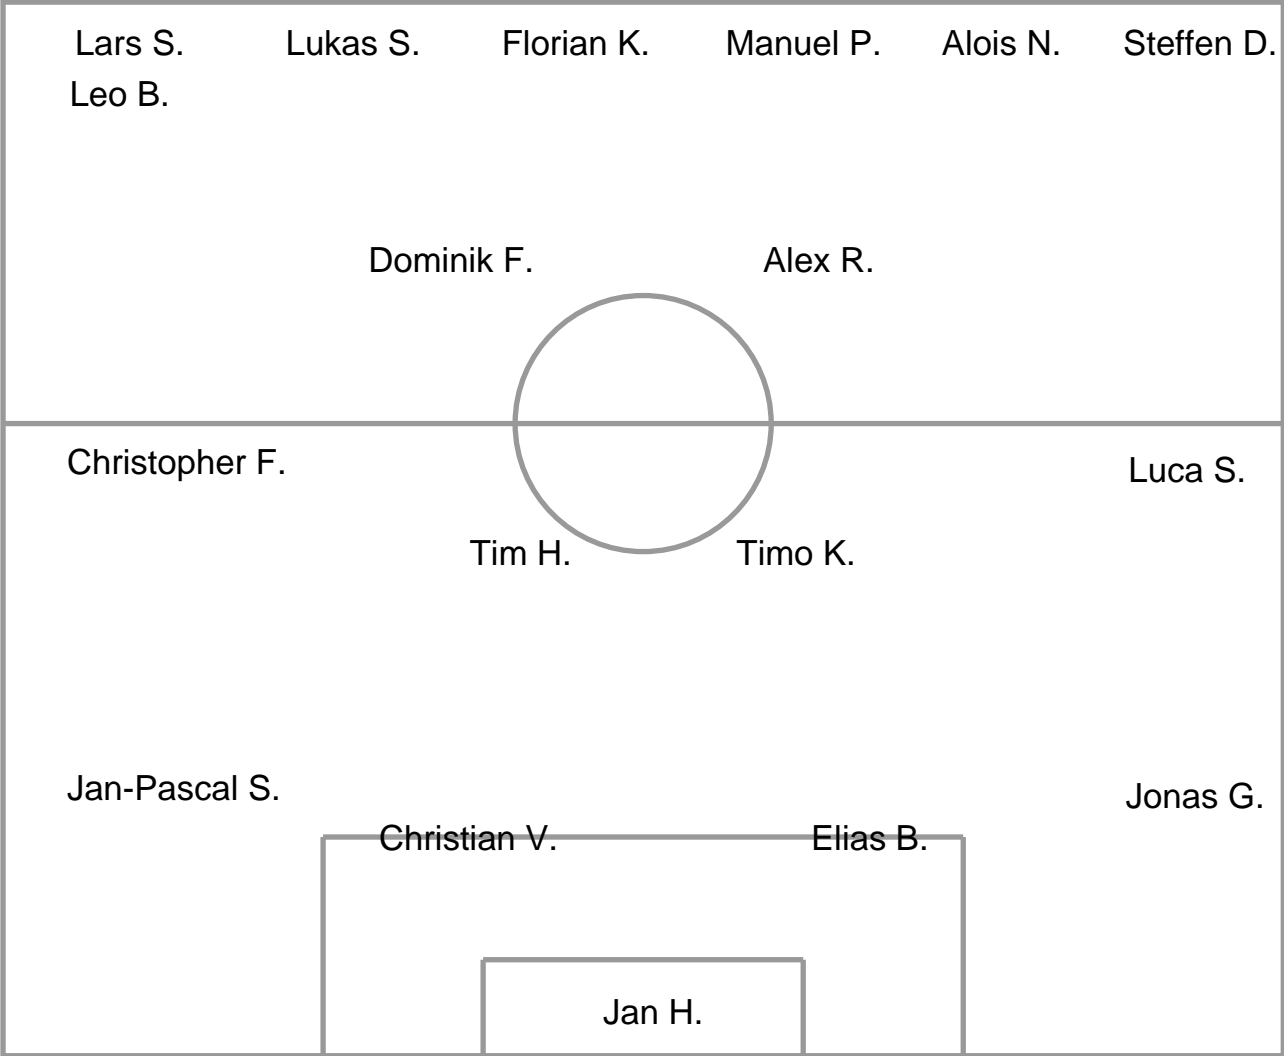 Lars S. Lukas S. Florian K. Manuel P. Alois N. Steffen D.
Leo B.
Dominik F. Alex R.
Christopher F. Luca S.
Tim H. Timo K.
Jan-Pascal S. Jonas G.
Christian V. Elias B.
Jan H.